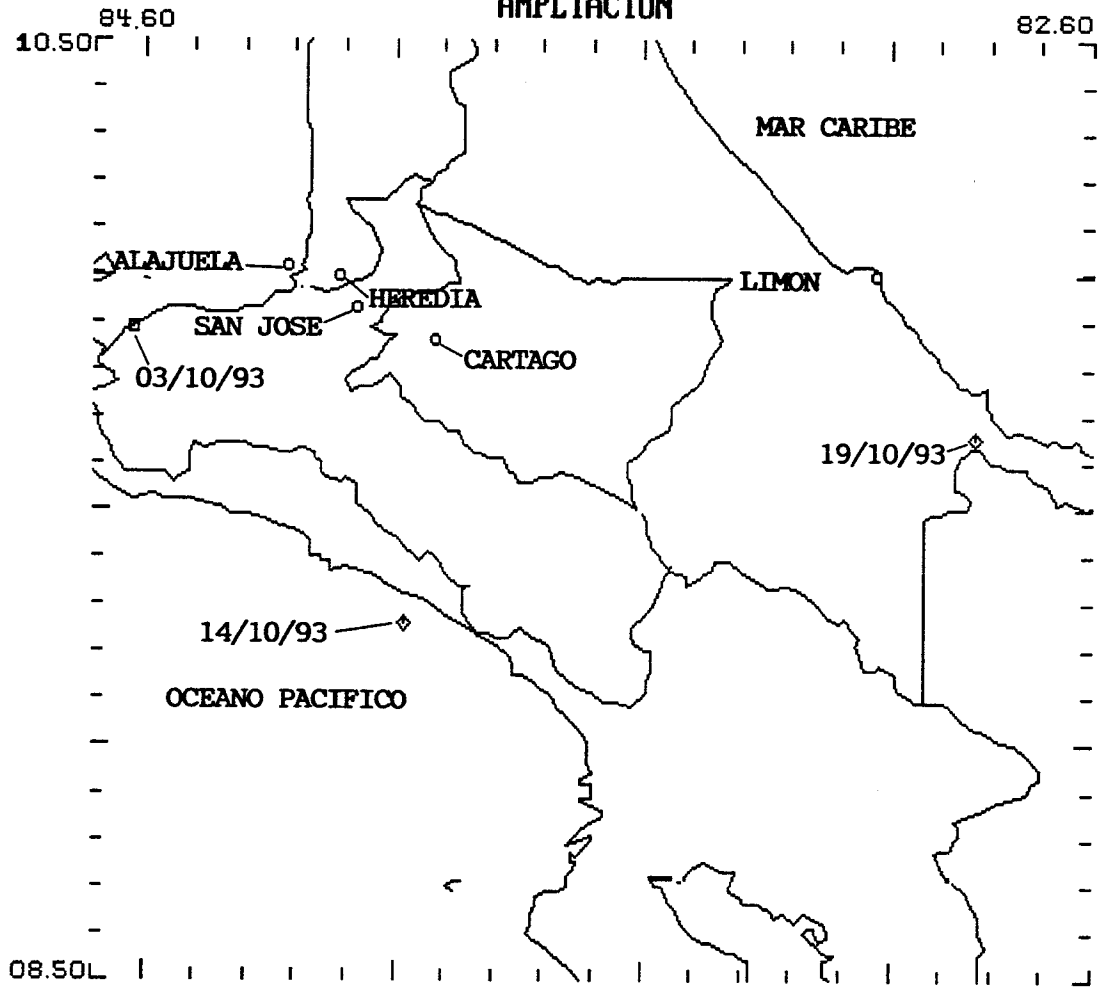 AMPLIACION
84.60
82.60
10.50
MAR CARIBE
ALAJUELA
HEREDIA
LIMON
SAN JOSE
CARTAGO
03/10/93
19/10/93
14/10/93
OCEANO PACIFICO
08.50